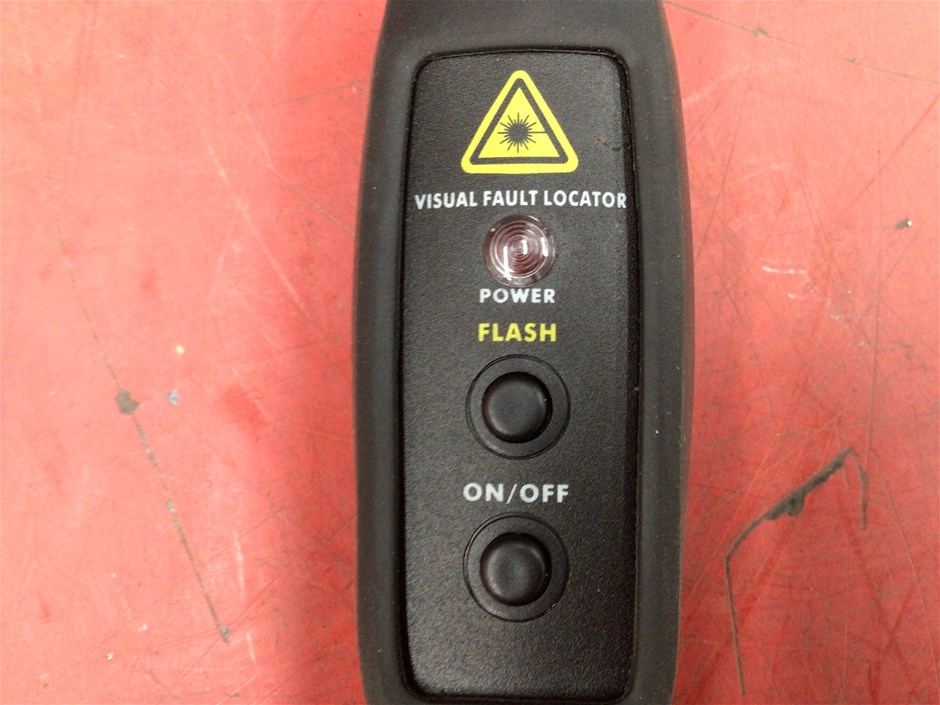 VISUAL FAULT LOCATOR
POWER
FLASH
ON/OFF